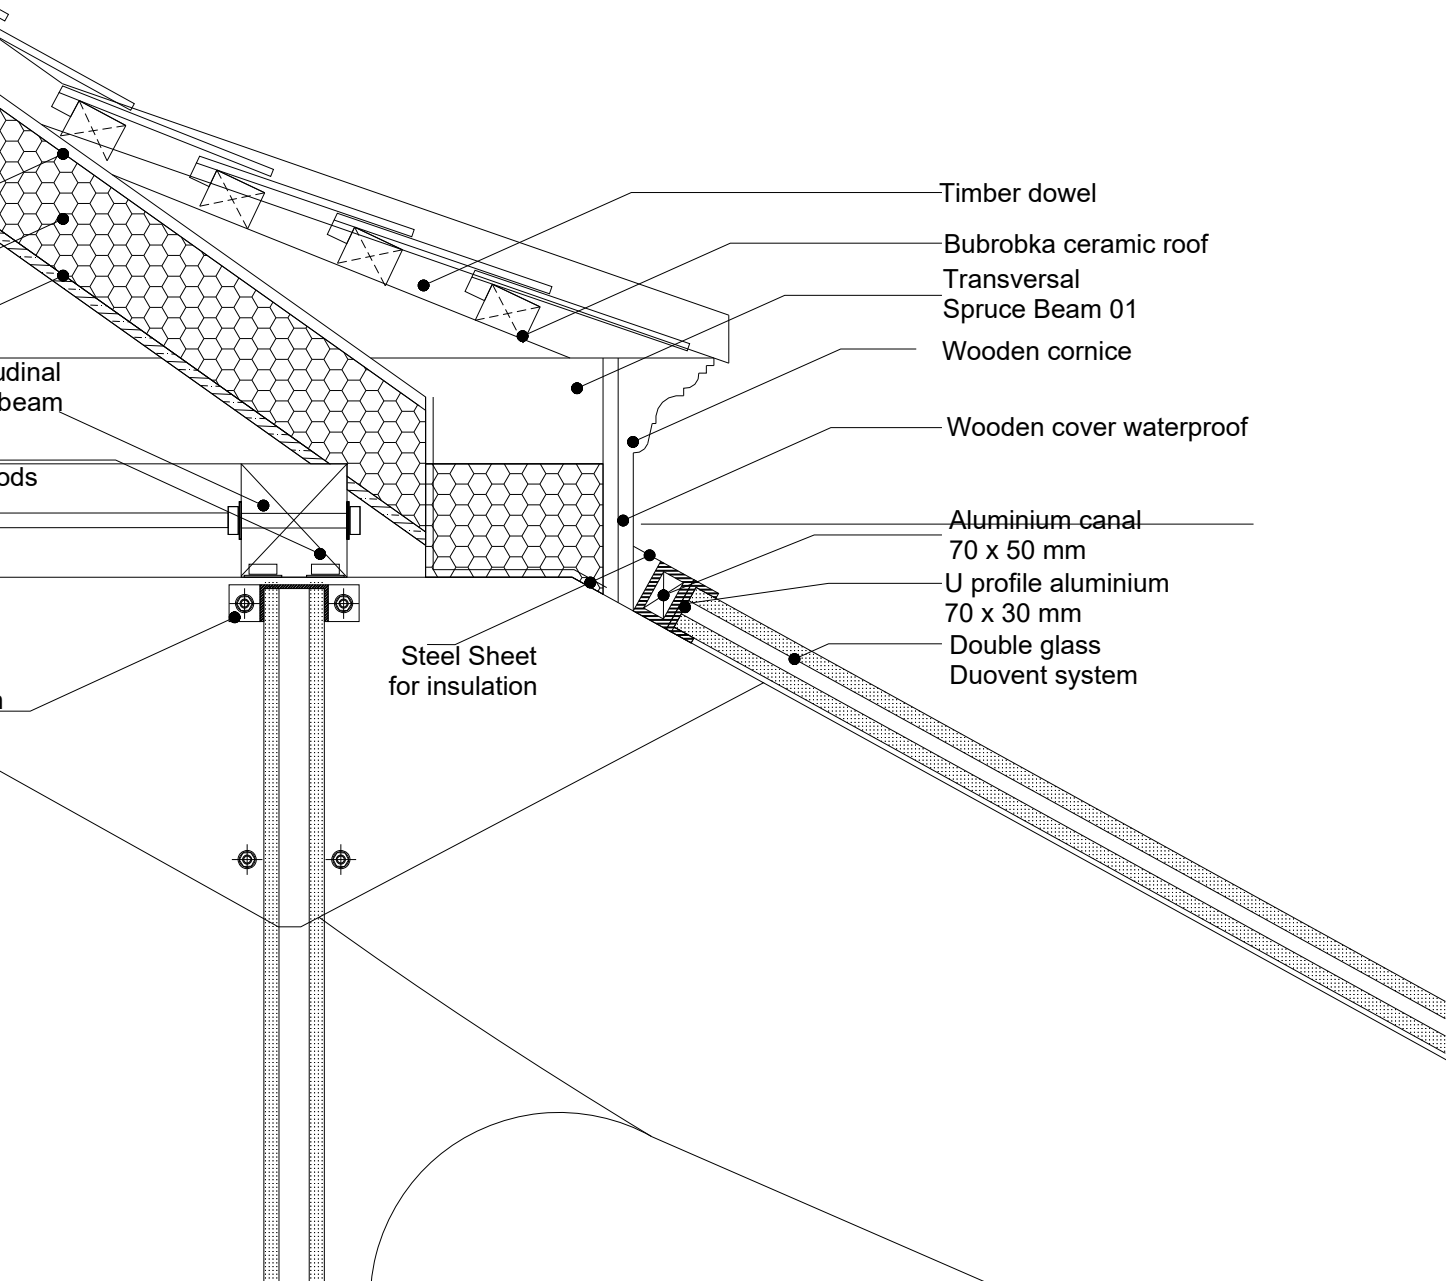 Timber dowel
Bubrobka ceramic roof
Transversal
Spruce Beam 01
Wooden cornice
udinal
beam
Wooden cover waterproof
ods
Aluminium canal
70 x 50 mm
U profile aluminium
70 x 30 mm
Double glass
Duovent system
Steel Sheet
for insulation